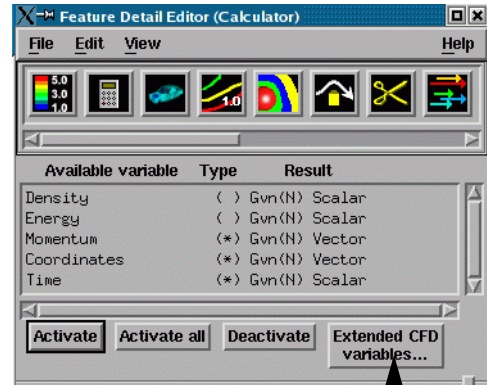 Feature Detail Editor (Calculator)
File Edit View Help
5.0
3.0
1.0
1.0
Available variable Type Result
Density ( ) Gvn(N) Scalar
Energy ( ) Gvn(N) Scalar
Momentum (*) Gvn(N) Vector
Coordinates (*) Gvn(N) Vector
Time (*) Gvn(N) Scalar
Activate Activate all Deactivate Extended CFD
variables...